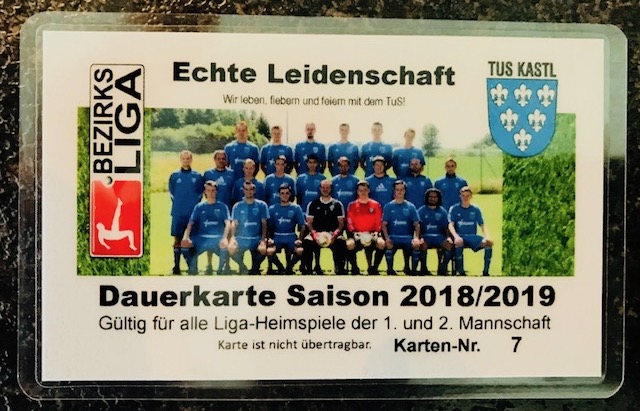 Echte Leidenschaft
Wir leben, fiebern und feiern mit dem TuS!
TUS KASTL
BEZIRKS
LIGA
Dauerkarte Saison 2018/2019
Gültig für alle Liga-Heimspiele der 1. und 2. Mannschaft
Karte ist nicht übertragbar. Karten-Nr. 7